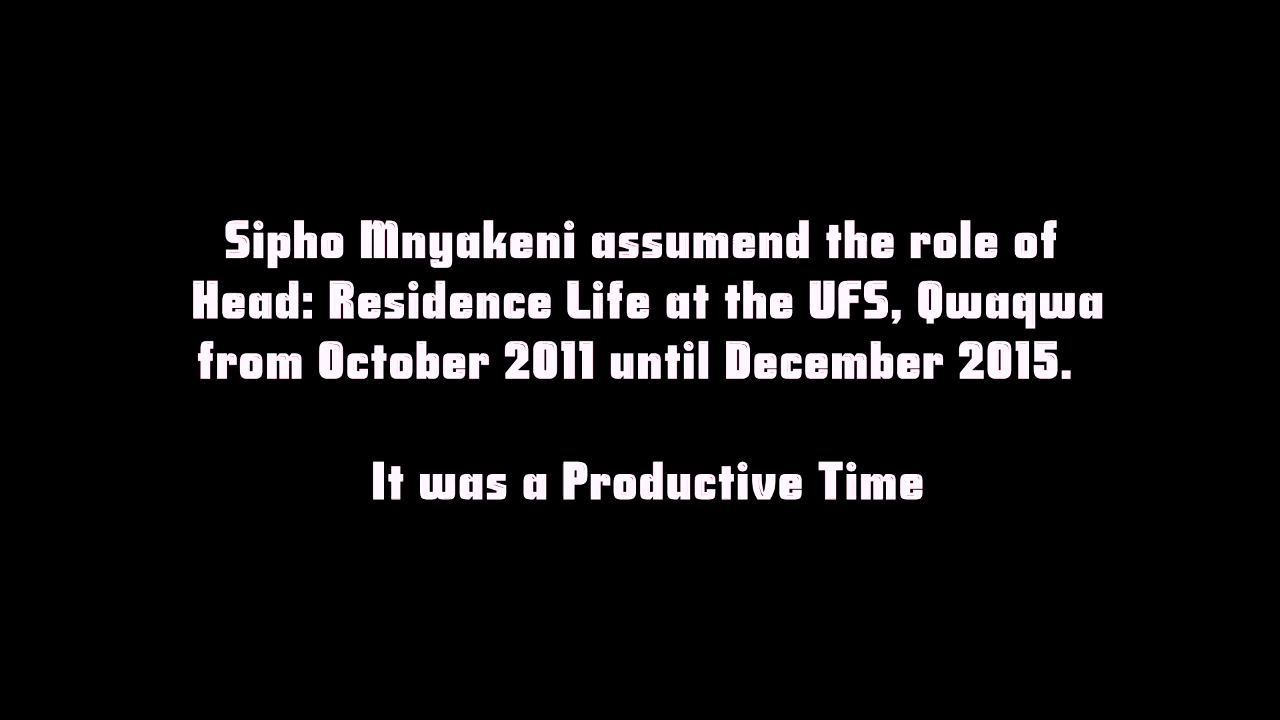 Sipho Mnyakeni assumend the role of
Head: Residence Life at the UFS, Qwaqwa
from October 2011 until December 2015.
It was a Productive Time